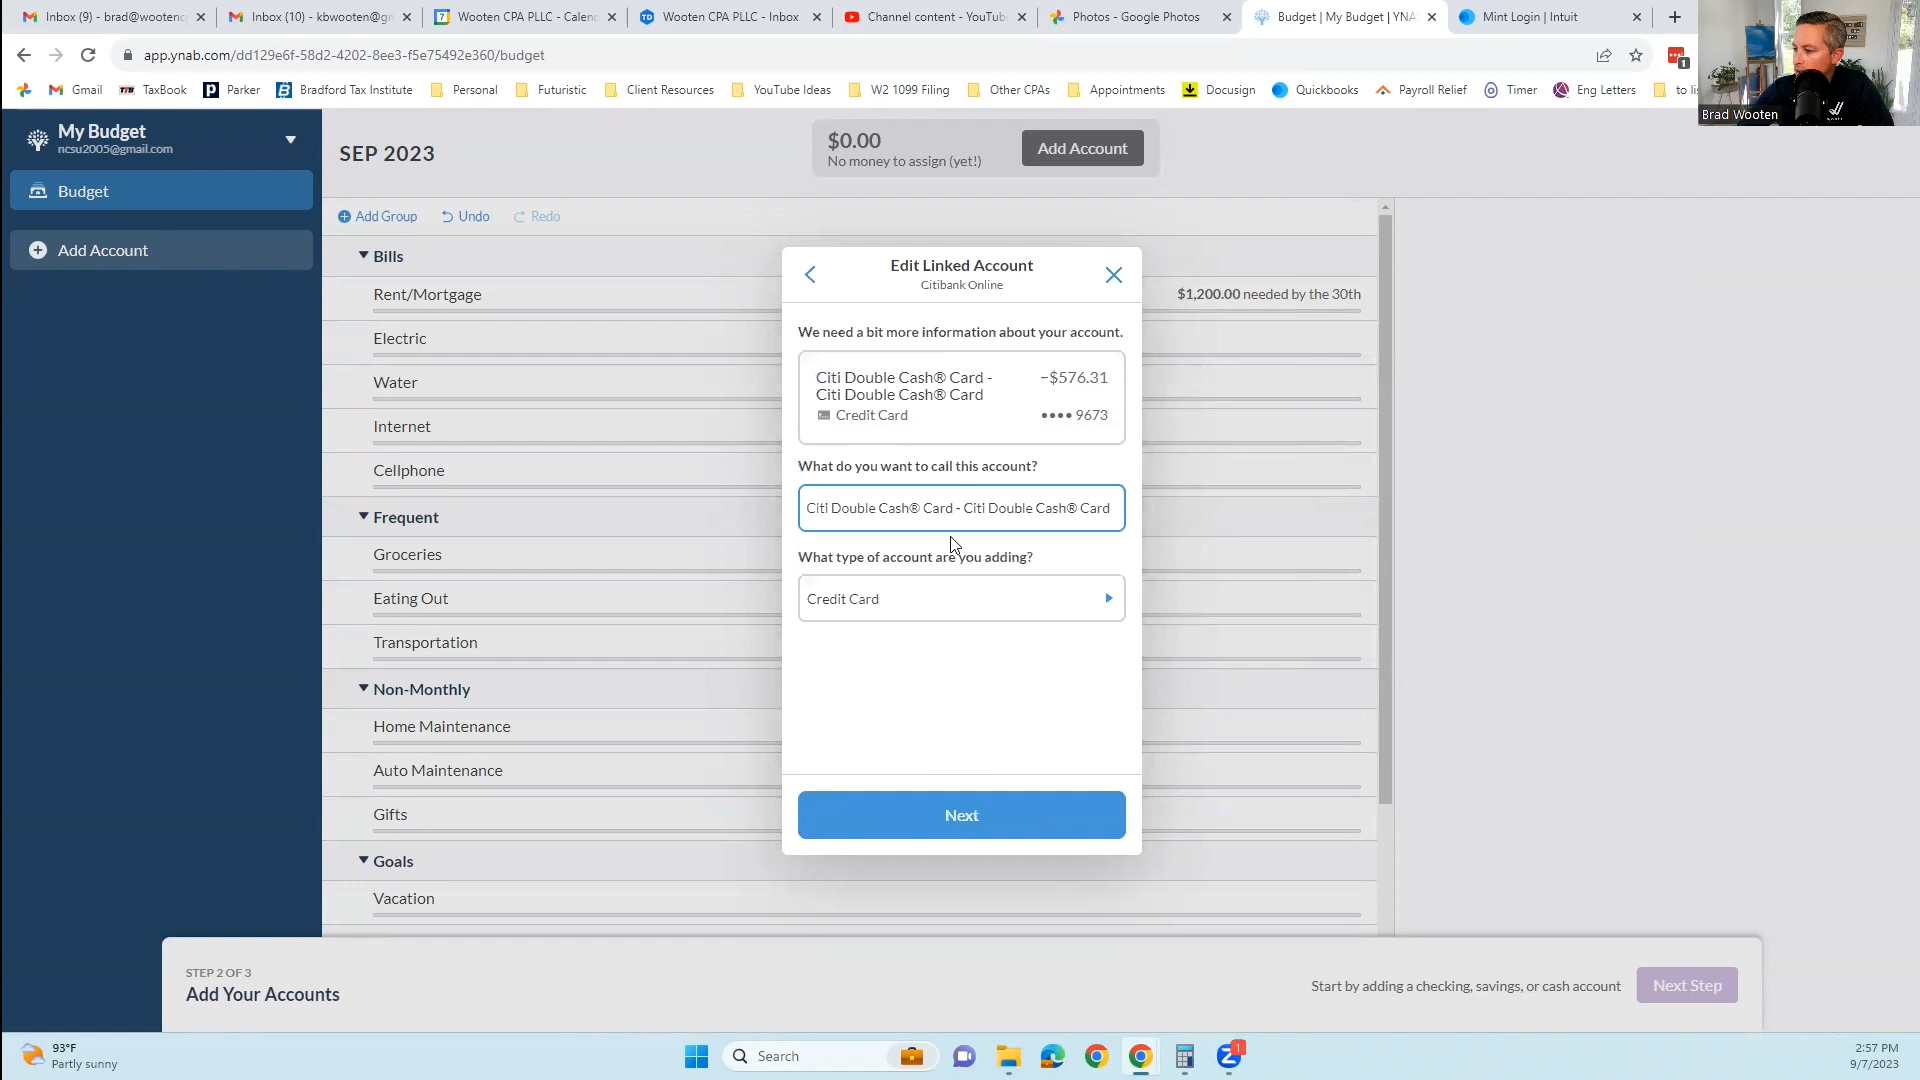 Inbox (9) - brad@wootencp
Inbox (10) - kbwooten@gm
Wooten CPA PLLC - Calend
Wooten CPA PLLC - Inbox
Channel content - YouTub
Photos - Google Photos
Budget | My Budget | YNA
Mint Login | Intuit
app.ynab.com/dd129e6f-58d2-4202-8ee3-f5e75492e360/budget
1
Gmail
TaxBook
Parker
Bradford Tax Institute
Personal
Futuristic
Client Resources
YouTube Ideas
W2 1099 Filing
Other CPAs
Appointments
Docusign
Quickbooks
Payroll Relief
Timer
Eng Letters
to li
Brad Wooten
My Budget
ncsu2005@gmail.com
Budget
Add Account
SEP 2023
$0.00
No money to assign (yet!)
Add Account
Add Group
Undo
Redo
Bills
Rent/Mortgage
$1,200.00 needed by the 30th
Electric
Water
Internet
Cellphone
Frequent
Groceries
Eating Out
Transportation
Non-Monthly
Home Maintenance
Auto Maintenance
Gifts
Goals
Vacation
Edit Linked Account
Citibank Online
We need a bit more information about your account.
Citi Double Cash® Card - −$576.31
Citi Double Cash® Card
Credit Card •••• 9673
What do you want to call this account?
Citi Double Cash® Card - Citi Double Cash® Card
What type of account are you adding?
Credit Card
Next
STEP 2 OF 3
Add Your Accounts
Start by adding a checking, savings, or cash account
Next Step
93°F
Partly sunny
Search
1
2:57 PM
9/7/2023